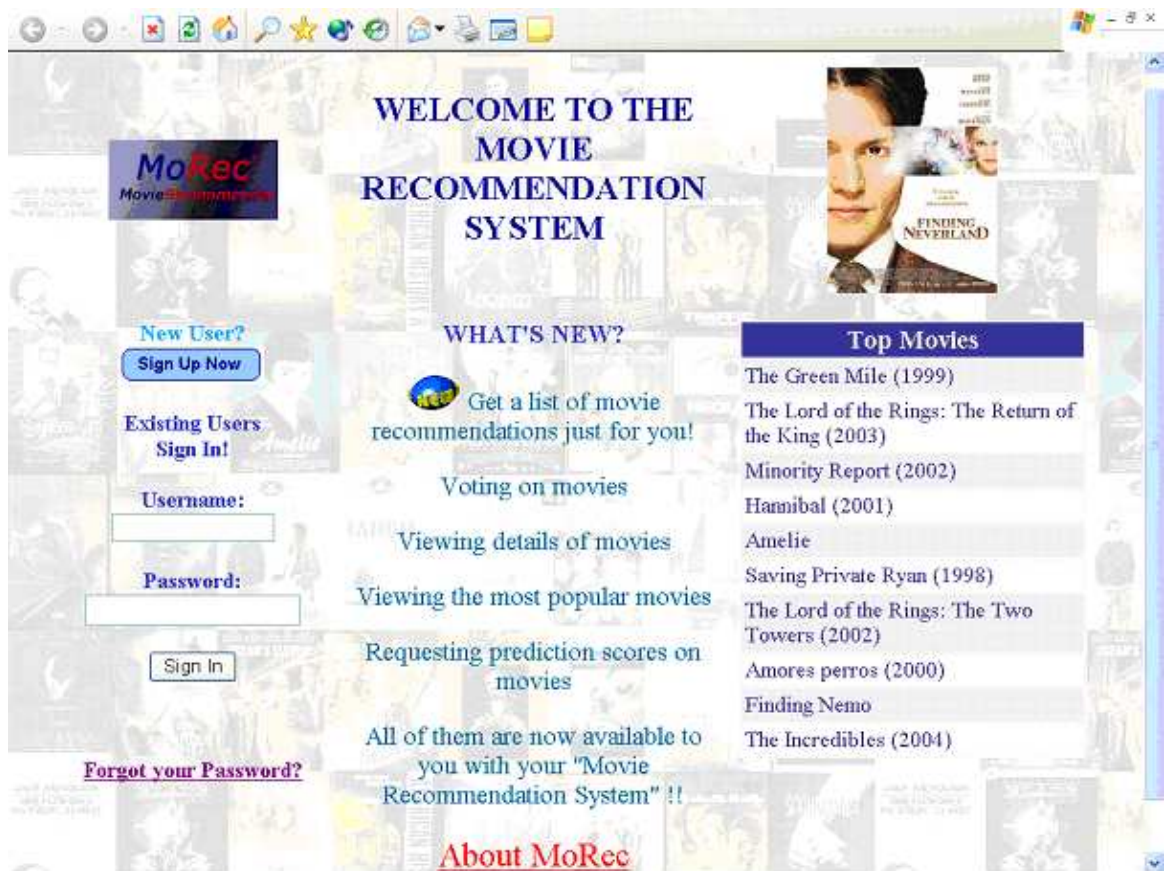 WELCOME TO THE
MOVIE
RECOMMENDATION
SYSTEM
MoRec
FINDING
NEVERLAND
New User?
Sign Up Now
Existing Users
Sign In!
Username:
Password:
Sign In
Forgot your Password?
WHAT'S NEW?
Get a list of movie
recommendations just for you!
Voting on movies
Viewing details of movies
Viewing the most popular movies
Requesting prediction scores on
movies
All of them are now available to
you with your "Movie
Recommendation System" !!
About MoRec
Top Movies
The Green Mile (1999)
The Lord of the Rings: The Return of
the King (2003)
Minority Report (2002)
Hannibal (2001)
Amelie
Saving Private Ryan (1998)
The Lord of the Rings: The Two
Towers (2002)
Amores perros (2000)
Finding Nemo
The Incredibles (2004)